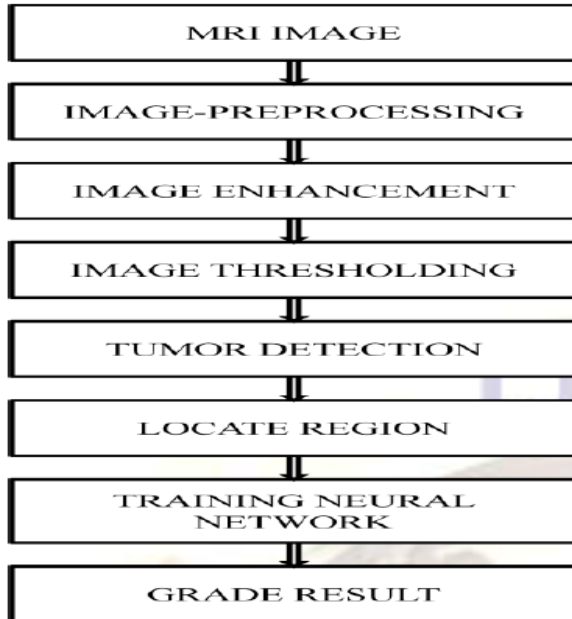 MRI IMAGE
IMAGE-PREPROCESSING
IMAGE ENHANCEMENT
IMAGE THRESHOLDING
TUMOR DETECTION
LOCATE REGION
TRAINING NEURAL
NETWORK
GRADE RESULT